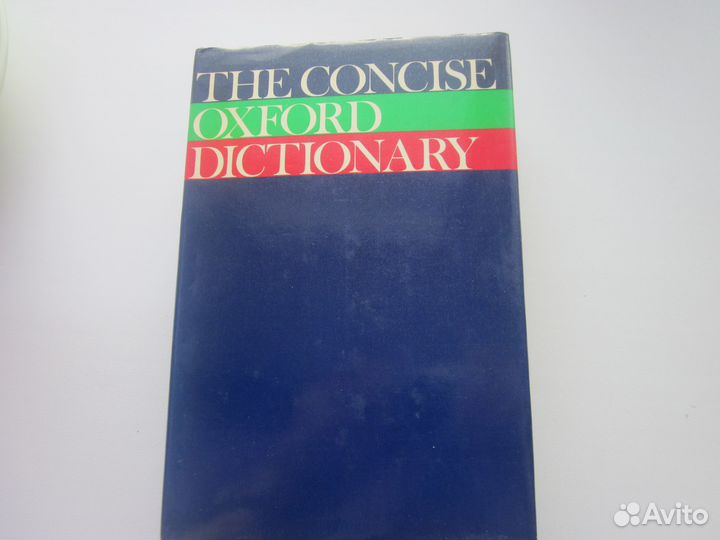 THE CONCISE
OXFORD
DICTIONARY
Avito